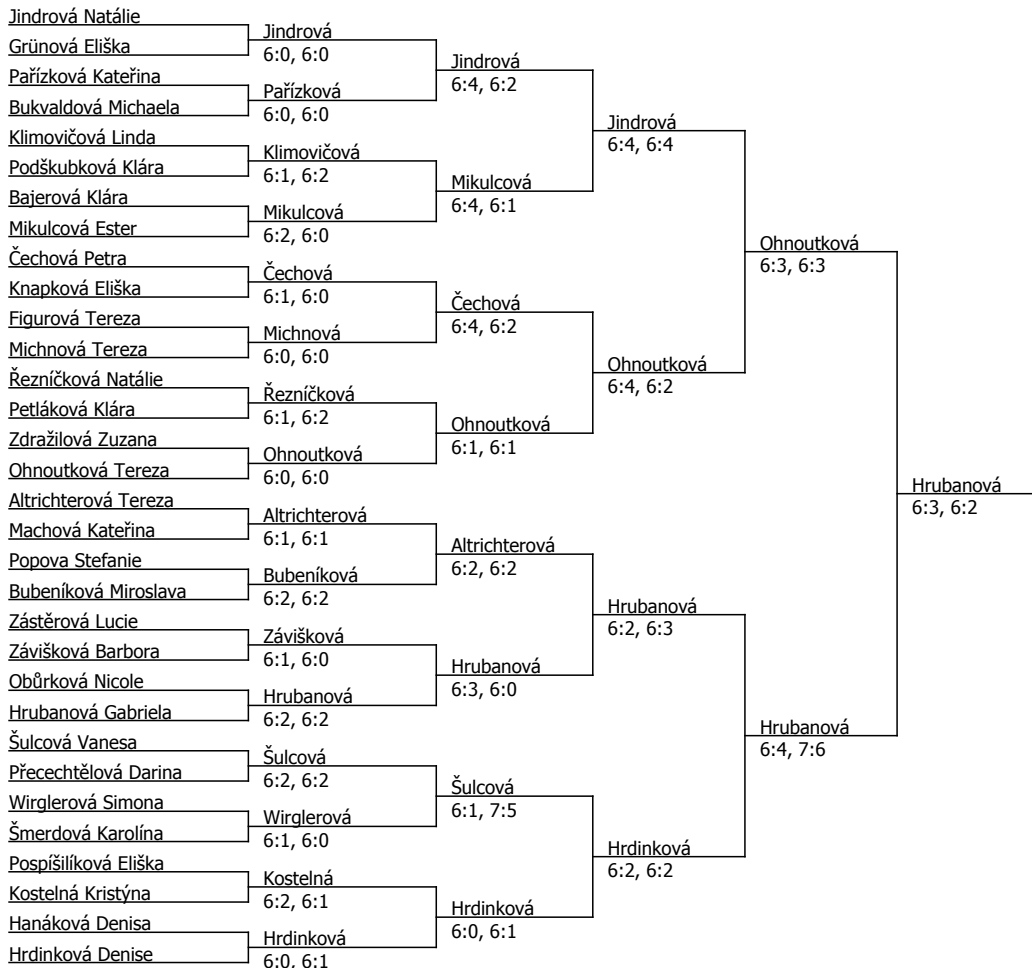 Jindrová Natálie
Grünová Eliška
Pařízková Kateřina
Bukvaldová Michaela
Klimovičová Linda
Podškubková Klára
Bajerová Klára
Mikulcová Ester
Čechová Petra
Knapková Eliška
Figurová Tereza
Michnová Tereza
Řezníčková Natálie
Petláková Klára
Zdražilová Zuzana
Ohnoutková Tereza
Altrichterová Tereza
Machová Kateřina
Popova Stefanie
Bubeníková Miroslava
Zástěrová Lucie
Závišková Barbora
Obůrková Nicole
Hrubanová Gabriela
Šulcová Vanesa
Přecechtělová Darina
Wirglerová Simona
Šmerdová Karolína
Pospíšilíková Eliška
Kostelná Kristýna
Hanáková Denisa
Hrdinková Denise
Jindrová
6:0, 6:0
Pařízková
6:0, 6:0
Klimovičová
6:1, 6:2
Mikulcová
6:2, 6:0
Čechová
6:1, 6:0
Michnová
6:0, 6:0
Řezníčková
6:1, 6:2
Ohnoutková
6:0, 6:0
Altrichterová
6:1, 6:1
Bubeníková
6:2, 6:2
Závišková
6:1, 6:0
Hrubanová
6:2, 6:2
Šulcová
6:2, 6:2
Wirglerová
6:1, 6:0
Kostelná
6:2, 6:1
Hrdinková
6:0, 6:1
Jindrová
6:4, 6:2
Mikulcová
6:4, 6:1
Čechová
6:4, 6:2
Ohnoutková
6:1, 6:1
Altrichterová
6:2, 6:2
Hrubanová
6:3, 6:0
Šulcová
6:1, 7:5
Hrdinková
6:0, 6:1
Jindrová
6:4, 6:4
Ohnoutková
6:4, 6:2
Hrubanová
6:2, 6:3
Hrdinková
6:2, 6:2
Ohnoutková
6:3, 6:3
Hrubanová
6:4, 7:6
Hrubanová
6:3, 6:2